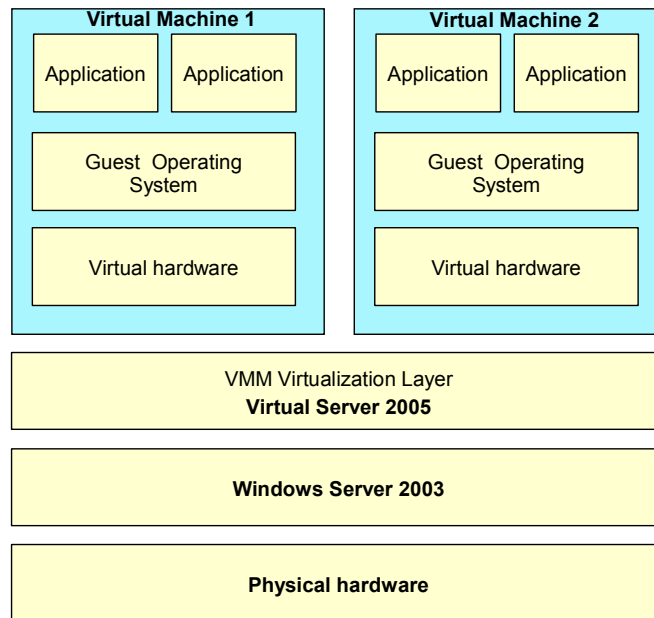 Virtual Machine 1
Application
Application
Guest Operating
System
Virtual hardware
Virtual Machine 2
Application
Application
Guest Operating
System
Virtual hardware
VMM Virtualization Layer
Virtual Server 2005
Windows Server 2003
Physical hardware